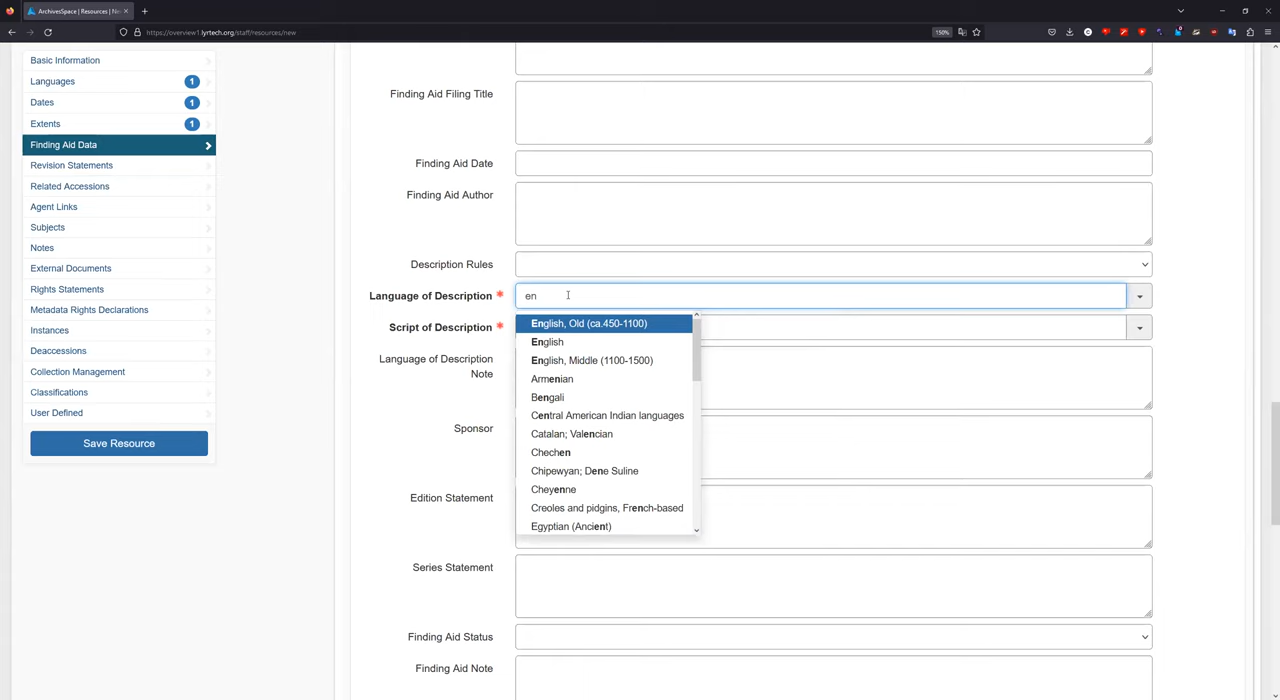 ArchivesSpace | Resources | Ne
https://overview1.lyrtech.org/staff/resources/new
150%
Basic Information
Languages 1
Dates 1
Extents 1
Finding Aid Data
Revision Statements
Related Accessions
Agent Links
Subjects
Notes
External Documents
Rights Statements
Metadata Rights Declarations
Instances
Deaccessions
Collection Management
Classifications
User Defined
Save Resource
Finding Aid Filing Title
Finding Aid Date
Finding Aid Author
Description Rules
Language of Description *
en
English, Old (ca.450-1100)
English
English, Middle (1100-1500)
Armenian
Bengali
Central American Indian languages
Catalan; Valencian
Chechen
Chipewyan; Dene Suline
Cheyenne
Creoles and pidgins, French-based
Egyptian (Ancient)
Script of Description *
Language of Description
Note
Sponsor
Edition Statement
Series Statement
Finding Aid Status
Finding Aid Note